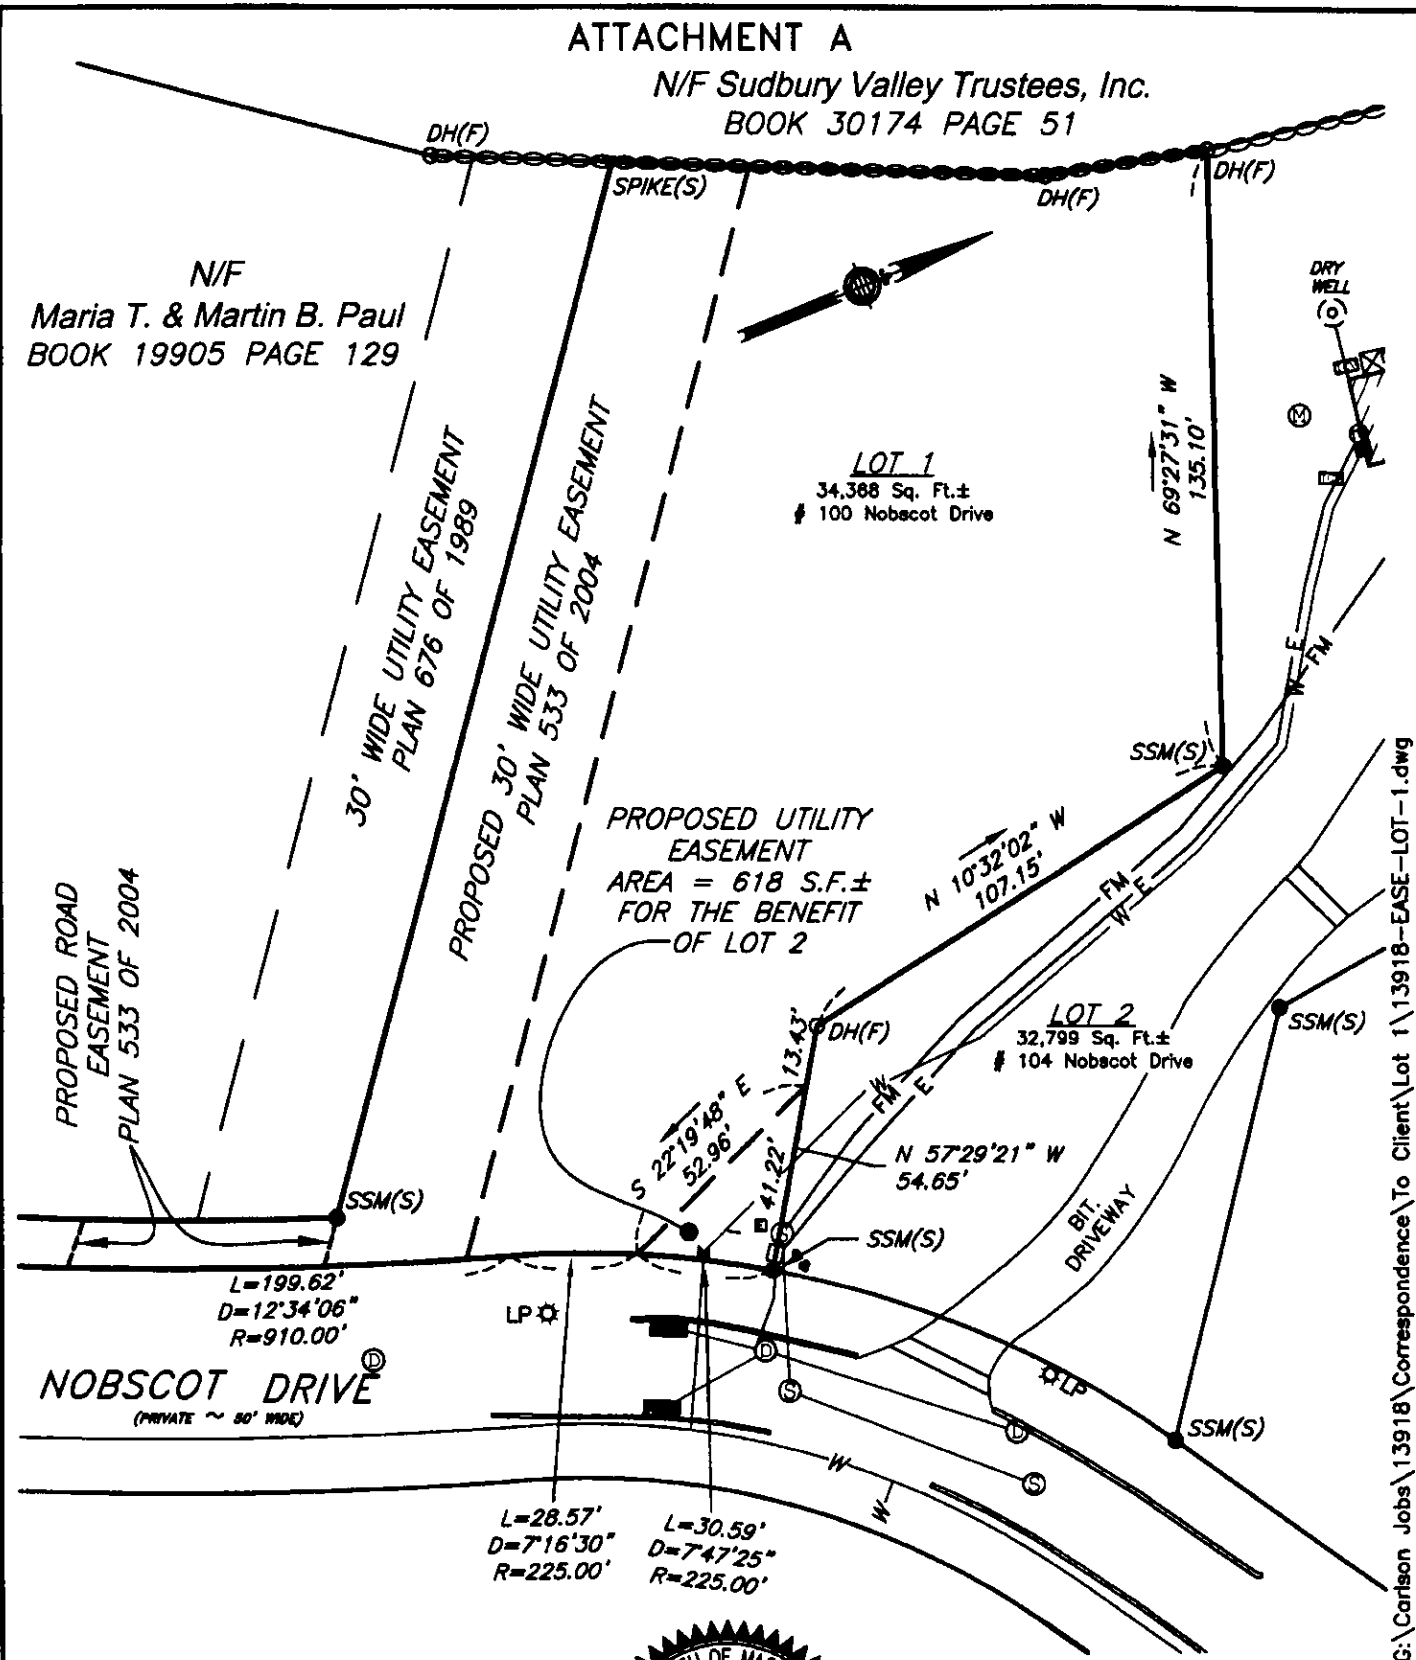 ATTACHMENT A
N/F Sudbury Valley Trustees, Inc.
BOOK 30174 PAGE 51
DH(F)
SPIKE(S)
DH(F)
DH(F)
N/F
Maria T. & Martin B. Paul
BOOK 19905 PAGE 129
DRY
WELL
M
30' WIDE UTILITY EASEMENT
PLAN 676 OF 1989
PROPOSED 30' WIDE UTILITY EASEMENT
PLAN 533 OF 2004
LOT 1
34,368 Sq. Ft.±
# 100 Nobscot Drive
N 69°27'31" W
135.10'
E
W
FM
SSM(S)
PROPOSED UTILITY
EASEMENT
AREA = 618 S.F.±
FOR THE BENEFIT
OF LOT 2
N 10°32'02" W
107.15'
FM
W
E
PROPOSED ROAD
EASEMENT
PLAN 533 OF 2004
DH(F)
13.43'
LOT 2
32,799 Sq. Ft.±
# 104 Nobscot Drive
SSM(S)
W
FM
E
S 22°19'48" E
52.96'
41.22'
N 57°29'21" W
54.65'
BIT.
DRIVEWAY
SSM(S)
S
SSM(S)
L=199.62'
D=12°34'06"
R=910.00'
LP
D
D
S
LP
NOBSCOT DRIVE
(PRIVATE ~ 50' WIDE)
D
SSM(S)
S
W
W
L=28.57'
D=7°16'30"
R=225.00'
L=30.59'
D=7°47'25"
R=225.00'
OF MAS
G:\Carlson Jobs\13918\Correspondence\To Client\Lot 1\13918-EASE-LOT-1.dwg